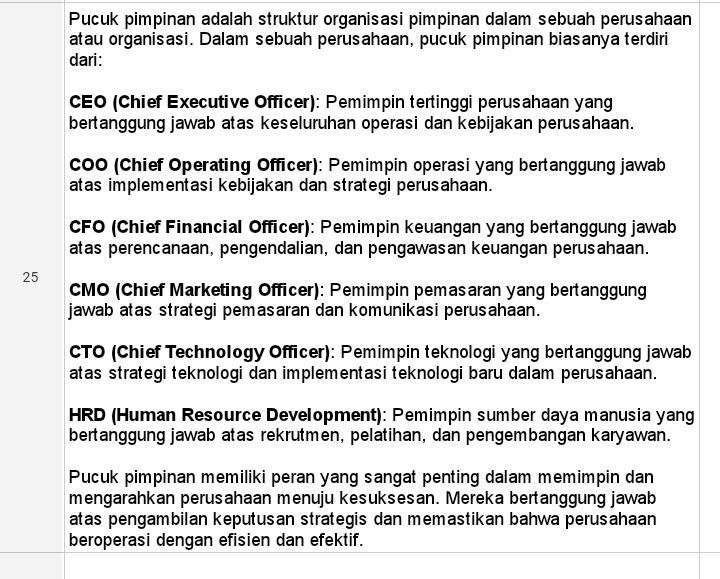 Pucuk pimpinan adalah struktur organisasi pimpinan dalam sebuah perusahaan
atau organisasi. Dalam sebuah perusahaan, pucuk pimpinan biasanya terdiri
dari:
CEO (Chief Executive Officer): Pemimpin tertinggi perusahaan yang
bertanggung jawab atas keseluruhan operasi dan kebijakan perusahaan.
COO (Chief Operating Officer): Pemimpin operasi yang bertanggung jawab
atas implementasi kebijakan dan strategi perusahaan.
CFO (Chief Financial Officer): Pemimpin keuangan yang bertanggung jawab
atas perencanaan, pengendalian, dan pengawasan keuangan perusahaan.
25
CMO (Chief Marketing Officer): Pemimpin pemasaran yang bertanggung
jawab atas strategi pemasaran dan komunikasi perusahaan.
CTO (Chief Technology Officer): Pemimpin teknologi yang bertanggung jawab
atas strategi teknologi dan implementasi teknologi baru dalam perusahaan.
HRD (Human Resource Development): Pemimpin sumber daya manusia yang
bertanggung jawab atas rekrutmen, pelatihan, dan pengembangan karyawan.
Pucuk pimpinan memiliki peran yang sangat penting dalam memimpin dan
mengarahkan perusahaan menuju kesuksesan. Mereka bertanggung jawab
atas pengambilan keputusan strategis dan memastikan bahwa perusahaan
beroperasi dengan efisien dan efektif.